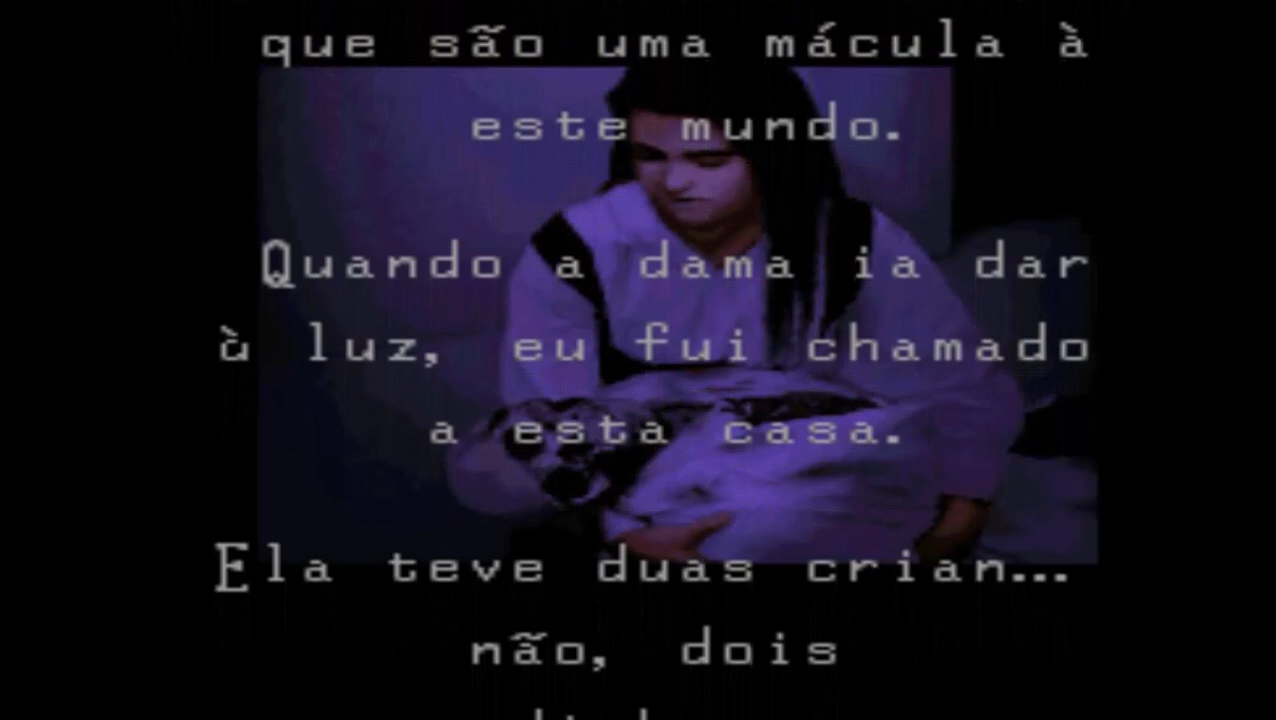 que são uma mácula à
este mundo.
Quando a dama ia dar
à luz, eu fui chamado
a esta casa.
Ela teve duas crian...
não, dois